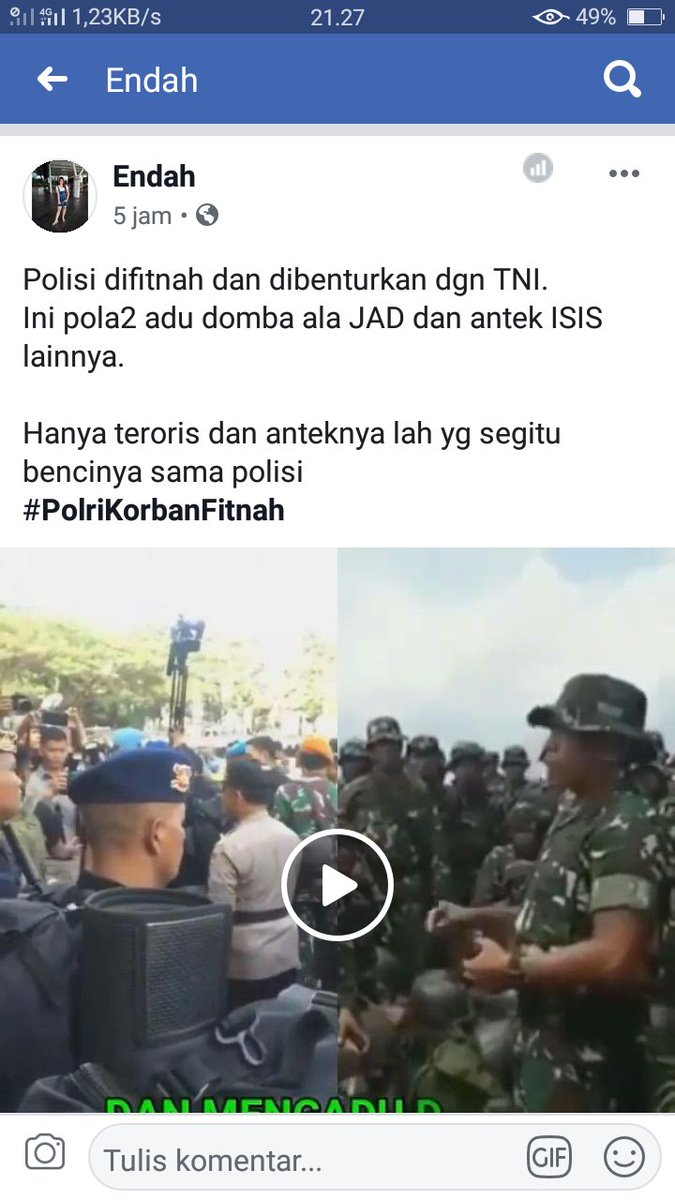 4G 1,23KB/s 21.27 49%
Endah
Endah
5 jam •
Polisi difitnah dan dibenturkan dgn TNI.
Ini pola2 adu domba ala JAD dan antek ISIS
lainnya.
Hanya teroris dan anteknya lah yg segitu
bencinya sama polisi
#PolriKorbanFitnah
DAN MENGADU D
Tulis komentar...
GIF